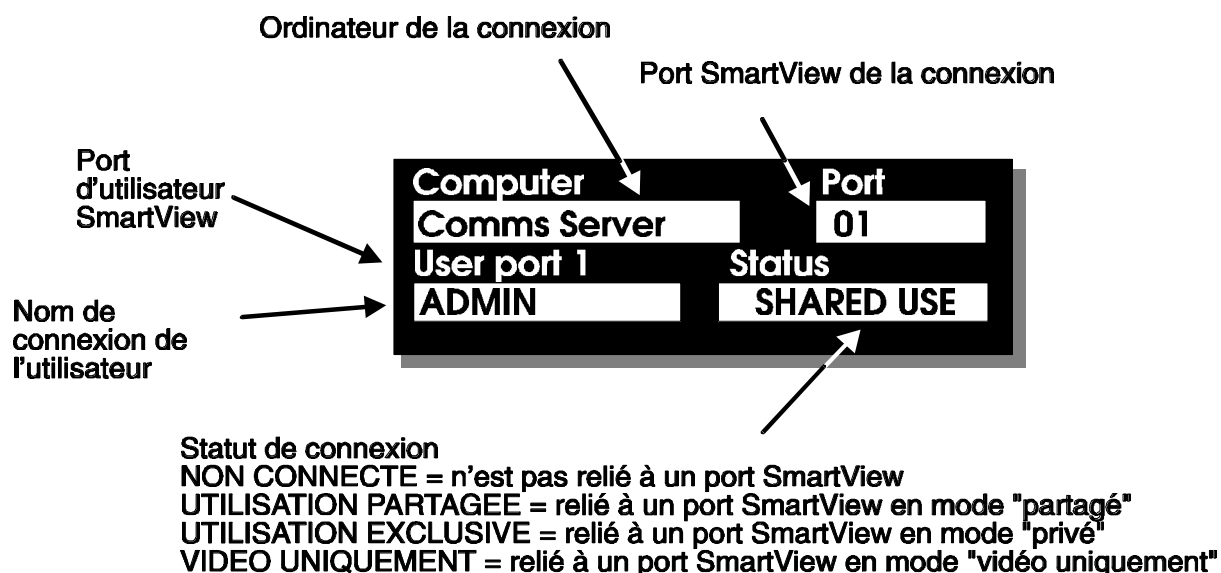 Ordinateur de la connexion
Port SmartView de la connexion
Port
d'utilisateur
SmartView
Computer Port
Comms Server 01
User port 1 Status
ADMIN SHARED USE
Nom de
connexion de
l'utilisateur
Statut de connexion
NON CONNECTE = n'est pas relié à un port SmartView
UTILISATION PARTAGEE = relié à un port SmartView en mode "partagé"
UTILISATION EXCLUSIVE = relié à un port SmartView en mode "privé"
VIDEO UNIQUEMENT = relié à un port SmartView en mode "vidéo uniquement"